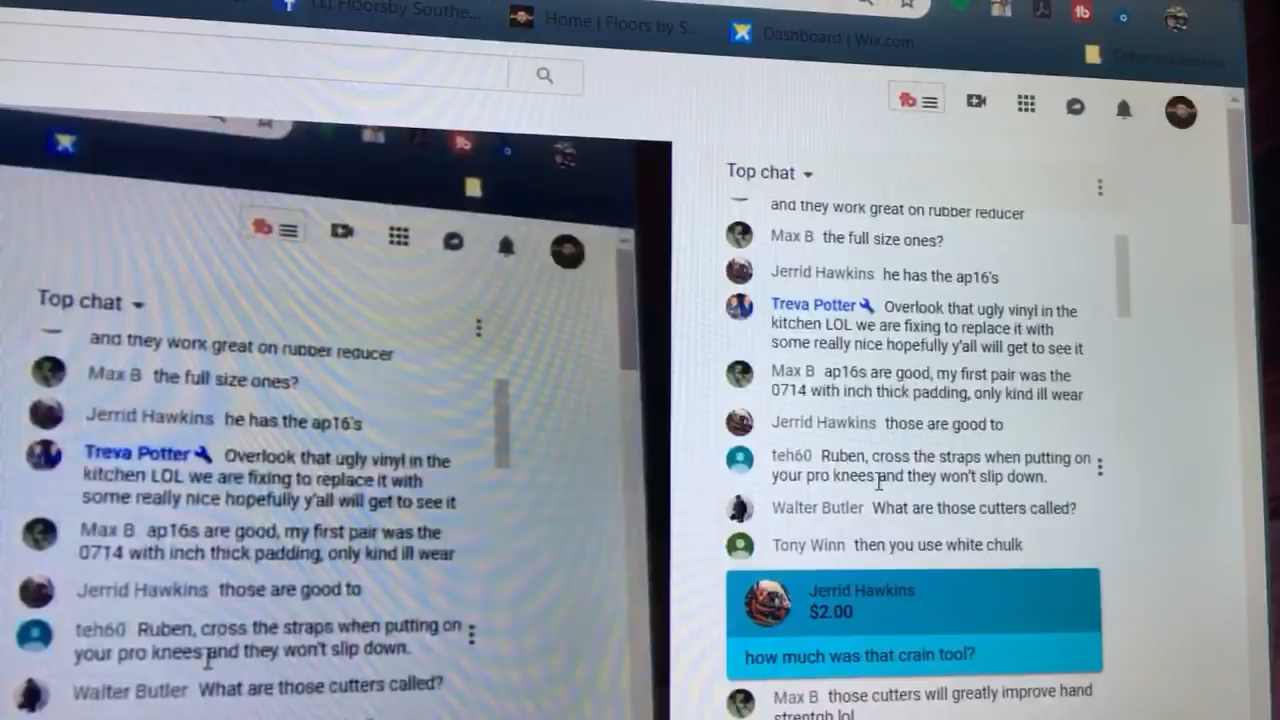 (1) Floorsby Southe...
Home | Floors by S...
Dashboard | Wix.com
Other bookmarks
Top chat
and they work great on rubber reducer
Max B the full size ones?
Jerrid Hawkins he has the ap16's
Treva Potter Overlook that ugly vinyl in the
kitchen LOL we are fixing to replace it with
some really nice hopefully y'all will get to see it
Max B ap16s are good, my first pair was the
0714 with inch thick padding, only kind ill wear
Jerrid Hawkins those are good to
teh60 Ruben, cross the straps when putting on
your pro knees and they won't slip down.
Walter Butler What are those cutters called?
Top chat
and they work great on rubber reducer
Max B the full size ones?
Jerrid Hawkins he has the ap16's
Treva Potter Overlook that ugly vinyl in the
kitchen LOL we are fixing to replace it with
some really nice hopefully y'all will get to see it
Max B ap16s are good, my first pair was the
0714 with inch thick padding, only kind ill wear
Jerrid Hawkins those are good to
teh60 Ruben, cross the straps when putting on
your pro knees and they won't slip down.
Walter Butler What are those cutters called?
Tony Winn then you use white chulk
Jerrid Hawkins
$2.00
how much was that crain tool?
Max B those cutters will greatly improve hand
strentgh lol